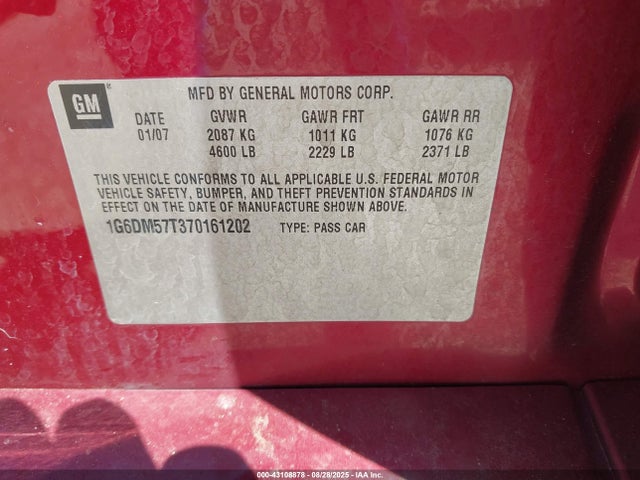 GM
MFD BY GENERAL MOTORS CORP.
DATE GVWR GAWR FRT GAWR RR
01/07 2087 KG 1011 KG 1076 KG
4600 LB 2229 LB 2371 LB
THIS VEHICLE CONFORMS TO ALL APPLICABLE U.S. FEDERAL MOTOR
VEHICLE SAFETY, BUMPER, AND THEFT PREVENTION STANDARDS IN
EFFECT ON THE DATE OF MANUFACTURE SHOWN ABOVE.
1G6DM57T370161202 TYPE: PASS CAR
000-43108878 - 08/28/2025 - IAA Inc.